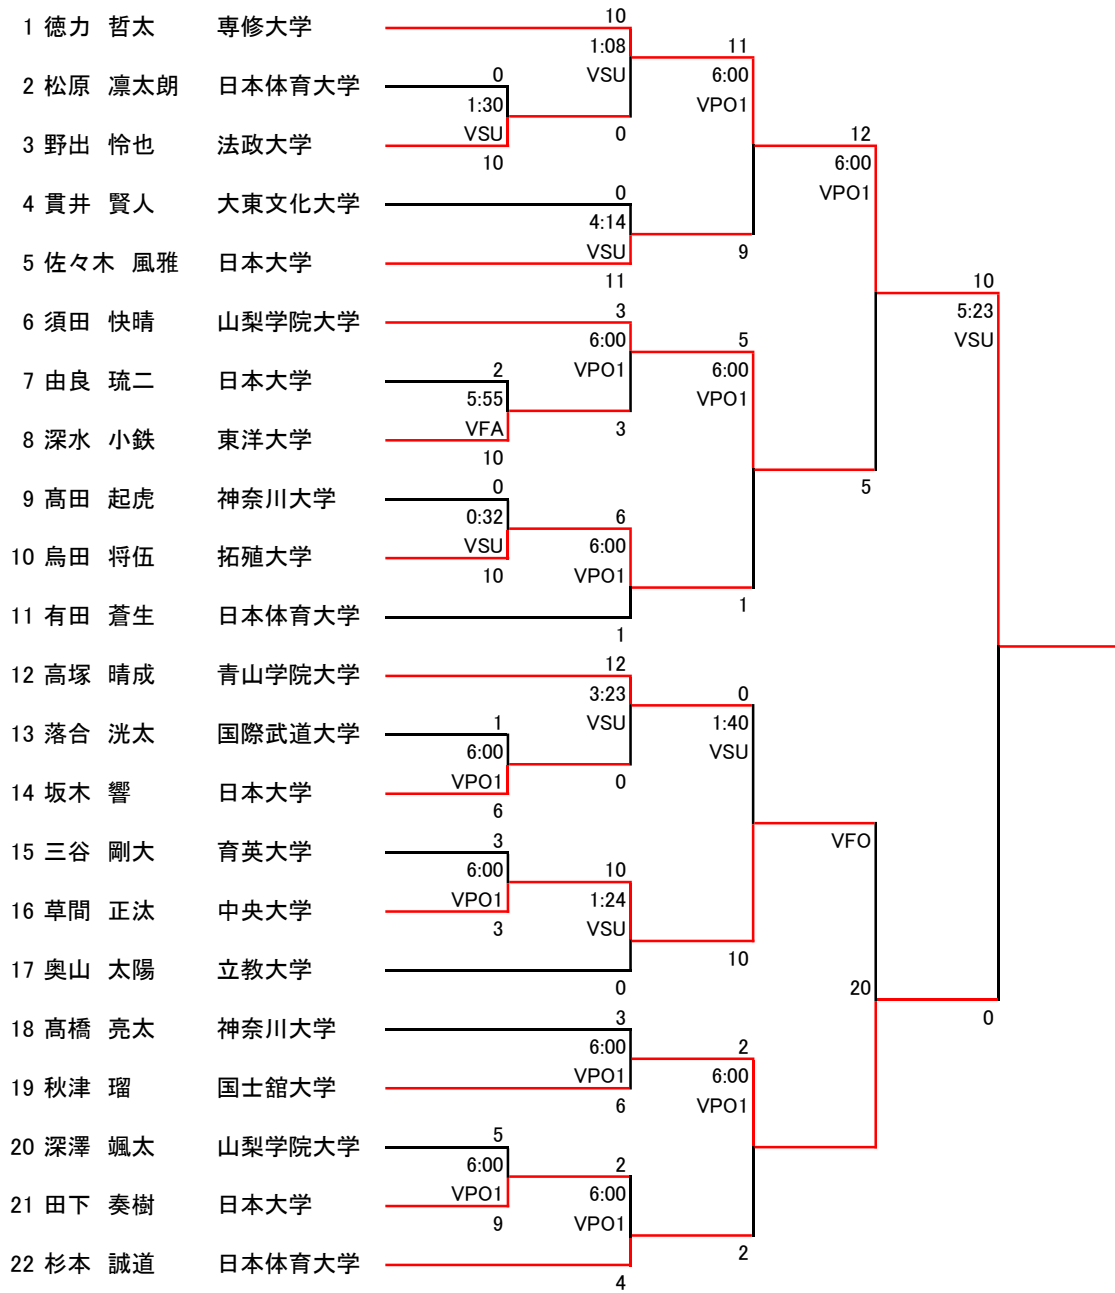 10
1 徳力 哲太 専修大学
1:08 11
0 VSU 6:00
2 松原 凛太朗 日本体育大学
1:30 VPO1
VSU 0 12
3 野出 怜也 法政大学
10 6:00
0 VPO1
4 貫井 賢人 大東文化大学
4:14
VSU 9
5 佐々木 風雅 日本大学
11 10
3 5:23
6 須田 快晴 山梨学院大学
6:00 5 VSU
2 VPO1 6:00
7 由良 琉二 日本大学
5:55 VPO1
VFA 3
8 深水 小鉄 東洋大学
10
0 5
9 髙田 起虎 神奈川大学
0:32 6
VSU 6:00
10 鳥田 将伍 拓殖大学
10 VPO1
1
11 有田 蒼生 日本体育大学
1
12
12 高塚 晴成 青山学院大学
3:23 0
1 VSU 1:40
13 落合 洸太 国際武道大学
6:00 VSU
VPO1 0
14 坂木 響 日本大学
6
3 VFO
15 三谷 剛大 育英大学
6:00 10
VPO1 1:24
16 草間 正汰 中央大学
3 VSU
10
17 奥山 太陽 立教大学
0 20
3 0
18 髙橋 亮太 神奈川大学
6:00 2
VPO1 6:00
19 秋津 瑠 国士舘大学
6 VPO1
5
20 深澤 颯太 山梨学院大学
6:00 2
VPO1 6:00
21 田下 奏樹 日本大学
9 VPO1
2
22 杉本 誠道 日本体育大学
4